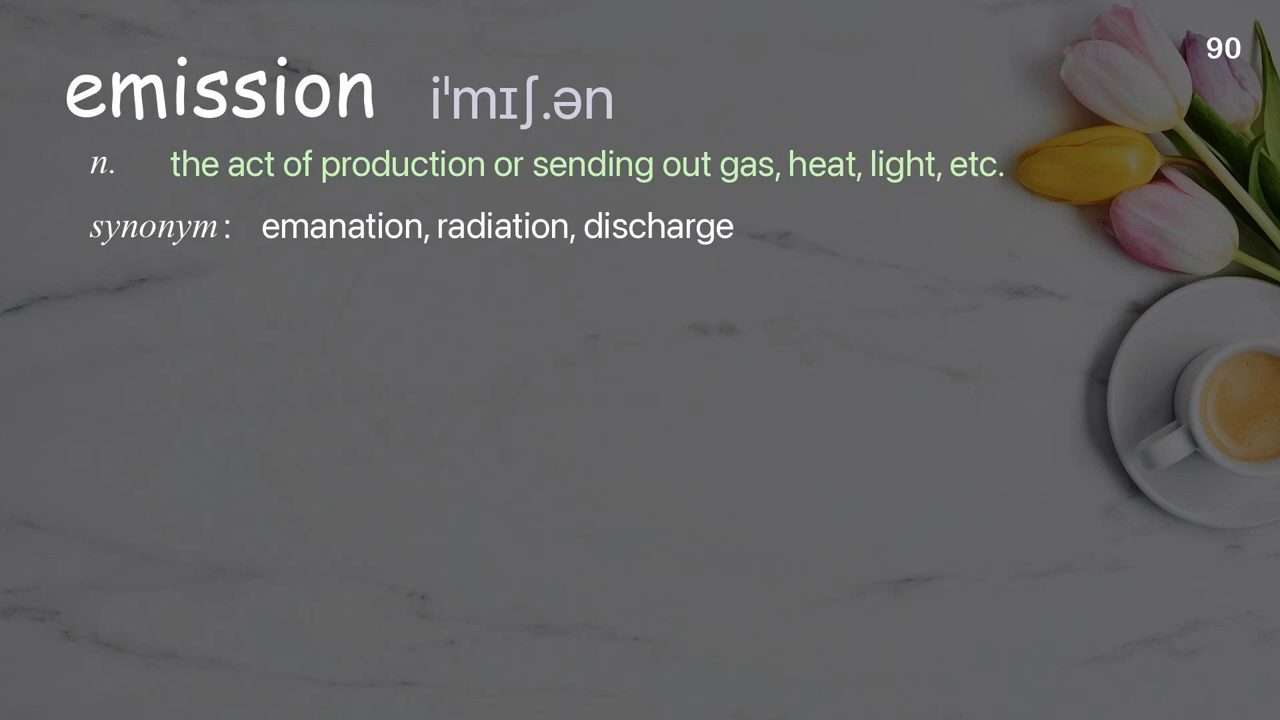 90
emission iˈmɪʃ.ən
n. the act of production or sending out gas, heat, light, etc.
synonym: emanation, radiation, discharge